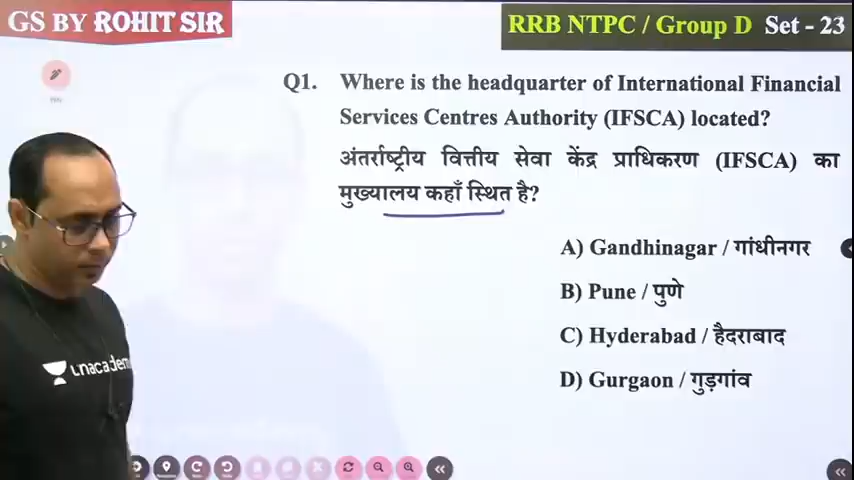 GS BY ROHIT SIR
RRB NTPC / Group D Set - 23
Q1. Where is the headquarter of International Financial
Services Centres Authority (IFSCA) located?
अंतर्राष्ट्रीय वित्तीय सेवा केंद्र प्राधिकरण (IFSCA) का
मुख्यालय कहाँ स्थित है?
A) Gandhinagar / गांधीनगर
B) Pune / पुणे
C) Hyderabad / हैदराबाद
D) Gurgaon / गुड़गांव
unacademy